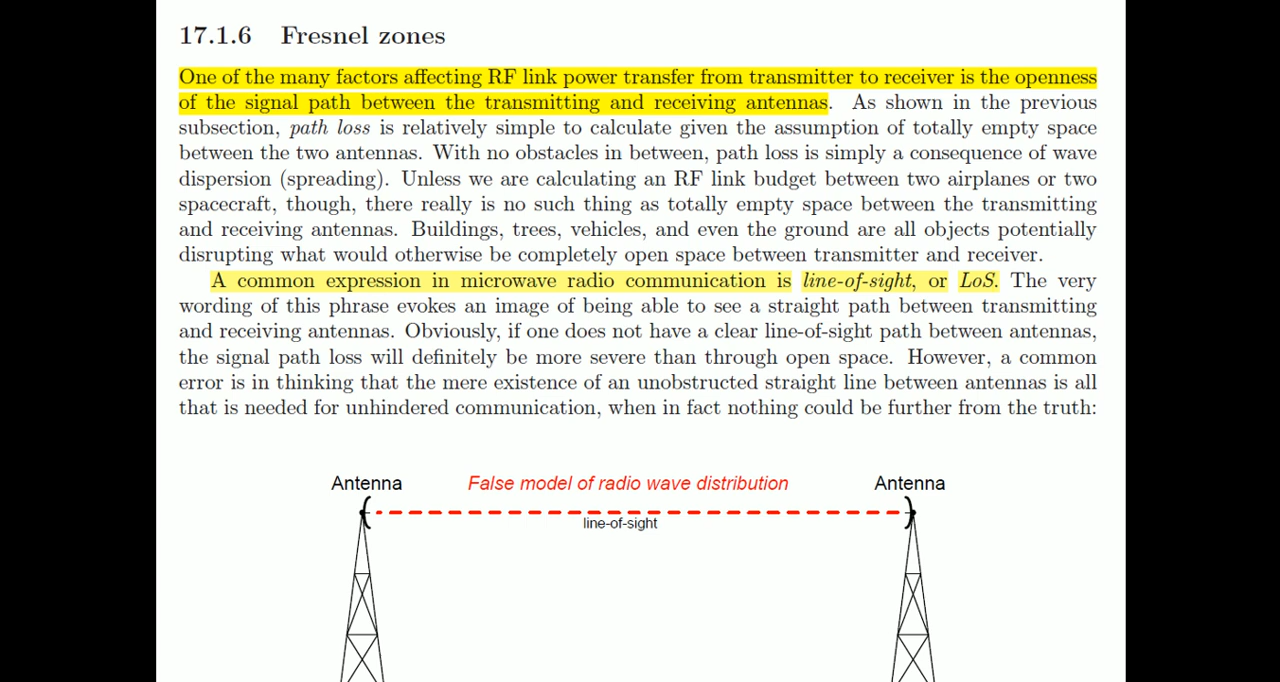 17.1.6 Fresnel zones
One of the many factors affecting RF link power transfer from transmitter to receiver is the openness
of the signal path between the transmitting and receiving antennas. As shown in the previous
subsection, path loss is relatively simple to calculate given the assumption of totally empty space
between the two antennas. With no obstacles in between, path loss is simply a consequence of wave
dispersion (spreading). Unless we are calculating an RF link budget between two airplanes or two
spacecraft, though, there really is no such thing as totally empty space between the transmitting
and receiving antennas. Buildings, trees, vehicles, and even the ground are all objects potentially
disrupting what would otherwise be completely open space between transmitter and receiver.
A common expression in microwave radio communication is line-of-sight, or LoS. The very
wording of this phrase evokes an image of being able to see a straight path between transmitting
and receiving antennas. Obviously, if one does not have a clear line-of-sight path between antennas,
the signal path loss will definitely be more severe than through open space. However, a common
error is in thinking that the mere existence of an unobstructed straight line between antennas is all
that is needed for unhindered communication, when in fact nothing could be further from the truth:
Antenna False model of radio wave distribution Antenna
line-of-sight